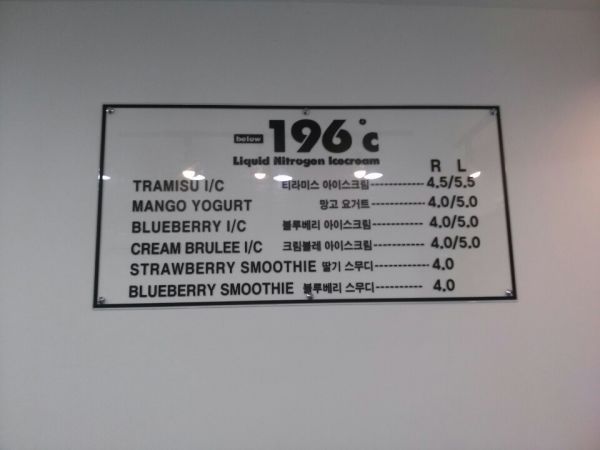 below 196°c
Liquid Nitrogen Icecream
R L
TRAMISU I/C 티라미스 아이스크림------------ 4.5/5.5
MANGO YOGURT 망고 요거트----------- 4.0/5.0
BLUEBERRY I/C 블루베리 아이스크림----------- 4.0/5.0
CREAM BRULEE I/C 크림블레 아이스크림----------- 4.0/5.0
STRAWBERRY SMOOTHIE 딸기 스무디----------- 4.0
BLUEBERRY SMOOTHIE 블루베리 스무디----------- 4.0